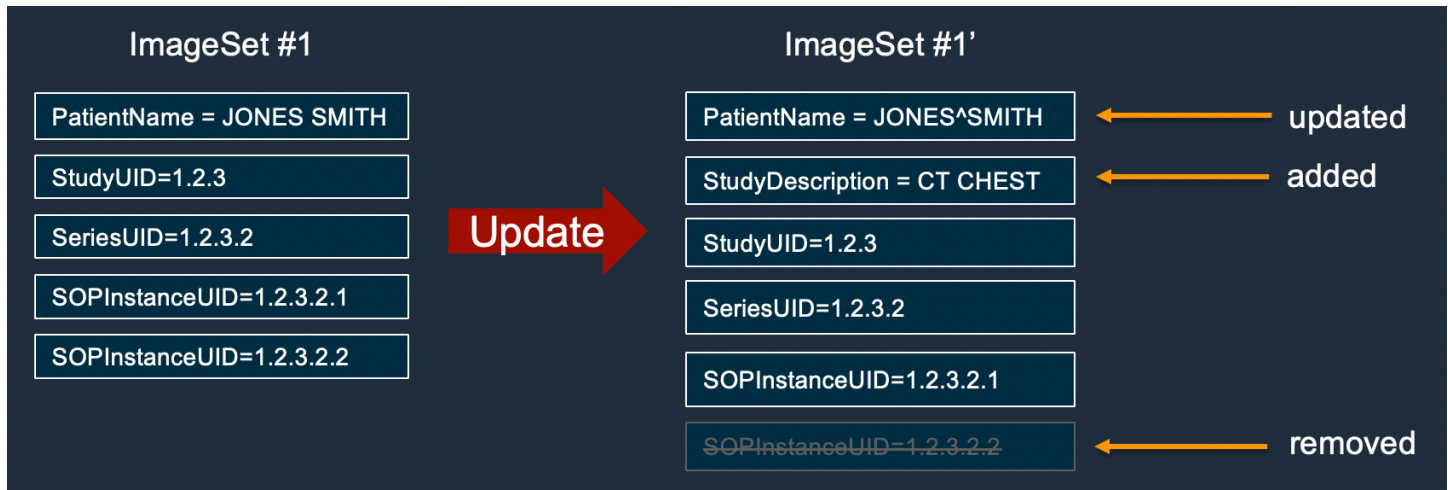 ImageSet #1
PatientName = JONES SMITH
StudyUID=1.2.3
SeriesUID=1.2.3.2
SOPInstanceUID=1.2.3.2.1
SOPInstanceUID=1.2.3.2.2
Update
ImageSet #1’
PatientName = JONES^SMITH
updated
StudyDescription = CT CHEST
added
StudyUID=1.2.3
SeriesUID=1.2.3.2
SOPInstanceUID=1.2.3.2.1
SOPInstanceUID=1.2.3.2.2
removed